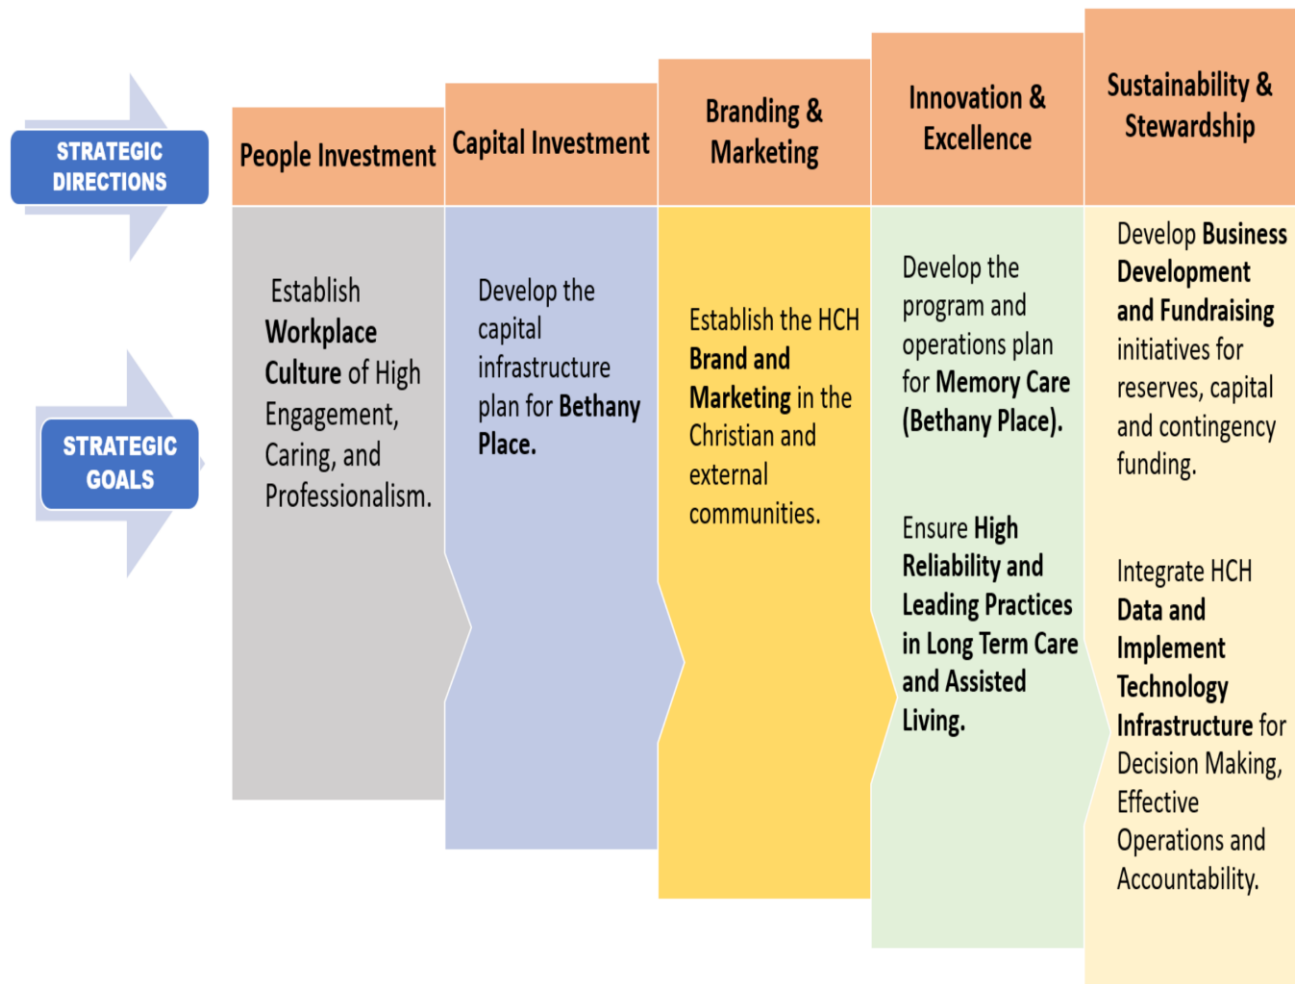 STRATEGIC
DIRECTIONS
People Investment
Capital Investment
Branding &
Marketing
Innovation &
Excellence
Sustainability &
Stewardship
STRATEGIC
GOALS
Establish
Workplace
Culture of High
Engagement,
Caring, and
Professionalism.
Develop the
capital
infrastructure
plan for Bethany
Place.
Establish the HCH
Brand and
Marketing in the
Christian and
external
communities.
Develop the
program and
operations plan
for Memory Care
(Bethany Place).
Ensure High
Reliability and
Leading Practices
in Long Term Care
and Assisted
Living.
Develop Business
Development
and Fundraising
initiatives for
reserves, capital
and contingency
funding.
Integrate HCH
Data and
Implement
Technology
Infrastructure for
Decision Making,
Effective
Operations and
Accountability.